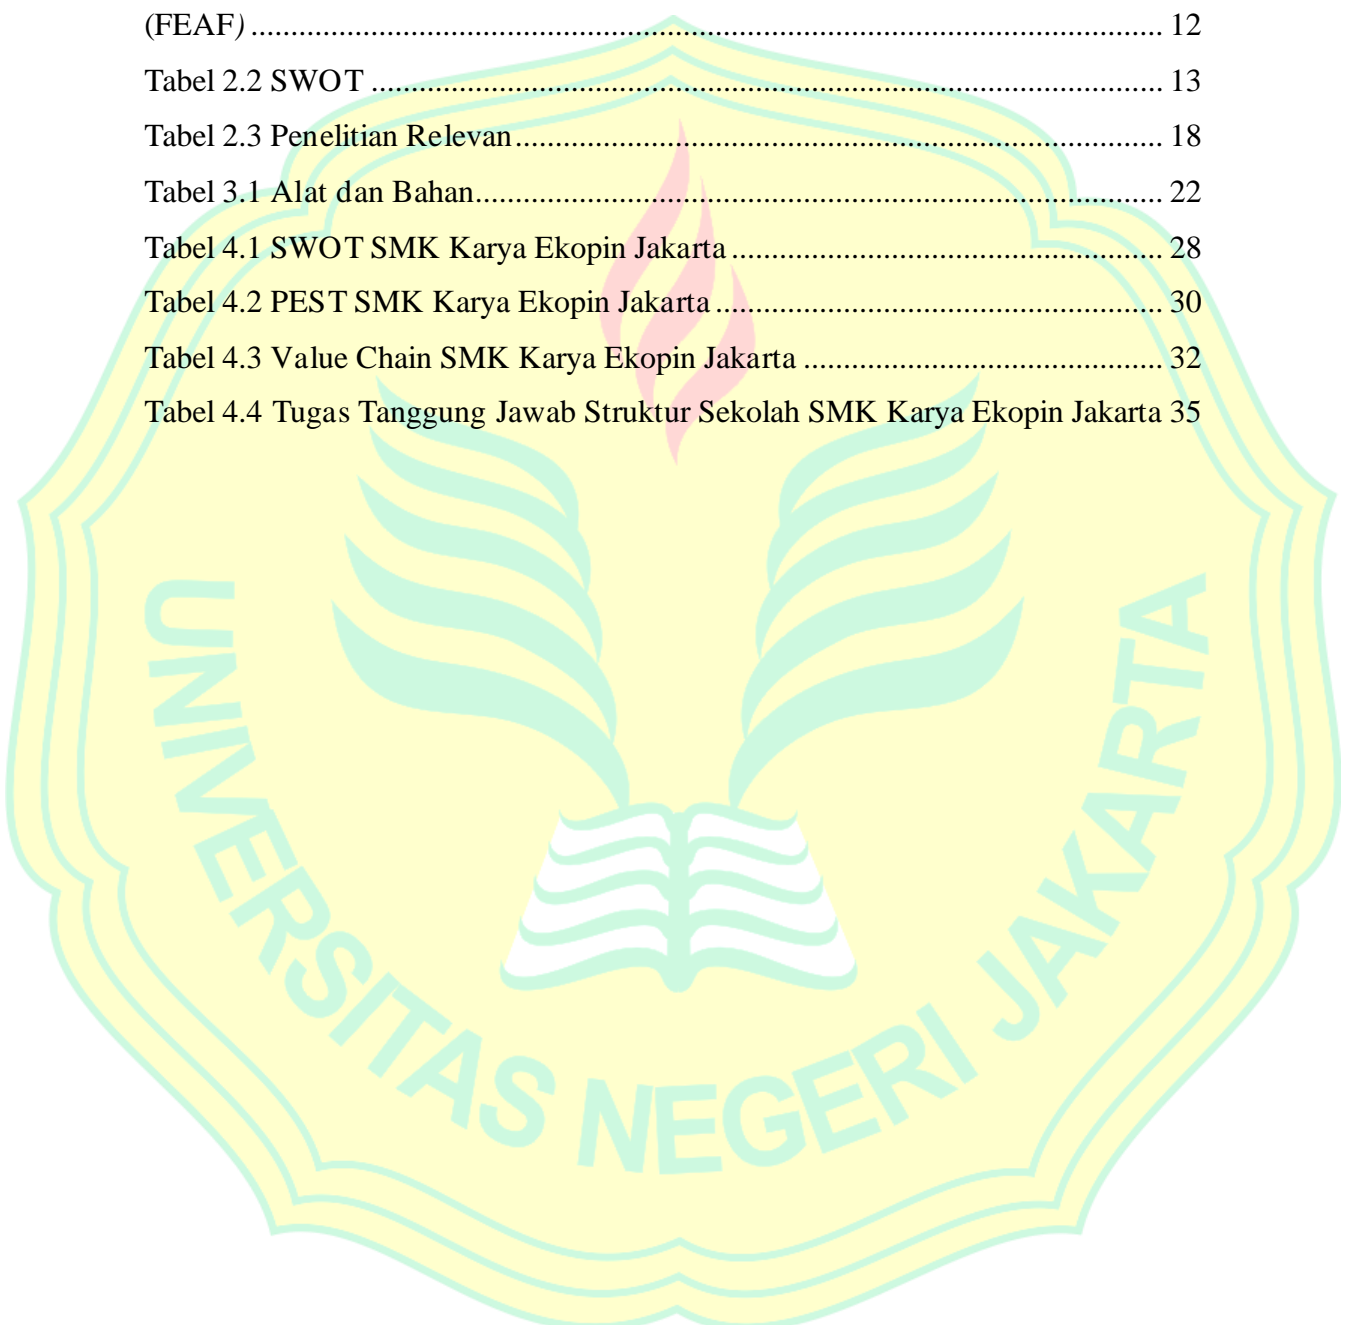 (FEAF) ........................................................................................................... 12
Tabel 2.2 SWOT ............................................................................................ 13
Tabel 2.3 Penelitian Relevan............................................................................ 18
Tabel 3.1 Alat dan Bahan................................................................................. 22
Tabel 4.1 SWOT SMK Karya Ekopin Jakarta .................................................... 28
Tabel 4.2 PEST SMK Karya Ekopin Jakarta ...................................................... 30
Tabel 4.3 Value Chain SMK Karya Ekopin Jakarta ............................................ 32
Tabel 4.4 Tugas Tanggung Jawab Struktur Sekolah SMK Karya Ekopin Jakarta 35
UNIVERSITAS NEGERI JAKARTA